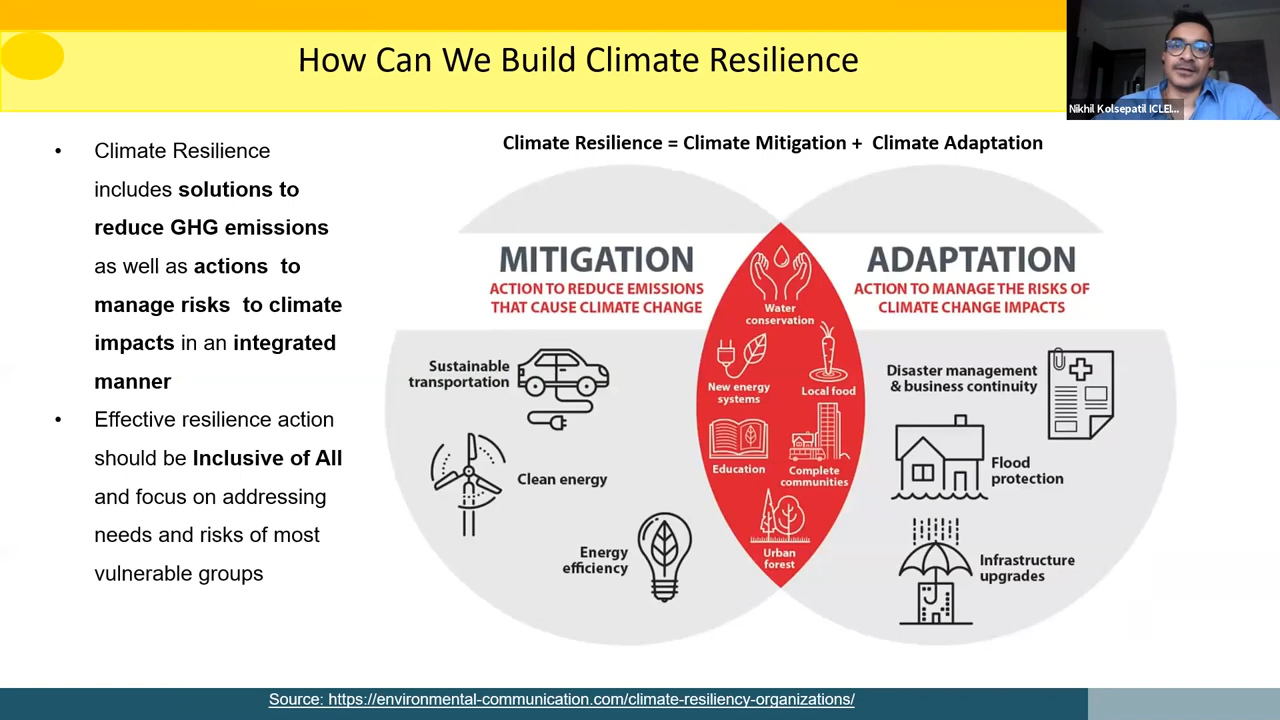 How Can We Build Climate Resilience
Nikhil Kolsepatil ICLEI...
• Climate Resilience
includes solutions to
reduce GHG emissions
as well as actions to
manage risks to climate
impacts in an integrated
manner
• Effective resilience action
should be Inclusive of All
and focus on addressing
needs and risks of most
vulnerable groups
Climate Resilience = Climate Mitigation + Climate Adaptation
MITIGATION
ACTION TO REDUCE EMISSIONS
THAT CAUSE CLIMATE CHANGE
Sustainable
transportation
Clean energy
Energy
efficiency
Water
conservation
New energy
systems
Local food
Education
Complete
communities
Urban
forest
ADAPTATION
ACTION TO MANAGE THE RISKS OF
CLIMATE CHANGE IMPACTS
Disaster management
& business continuity
Flood
protection
Infrastructure
upgrades
Source: https://environmental-communication.com/climate-resiliency-organizations/